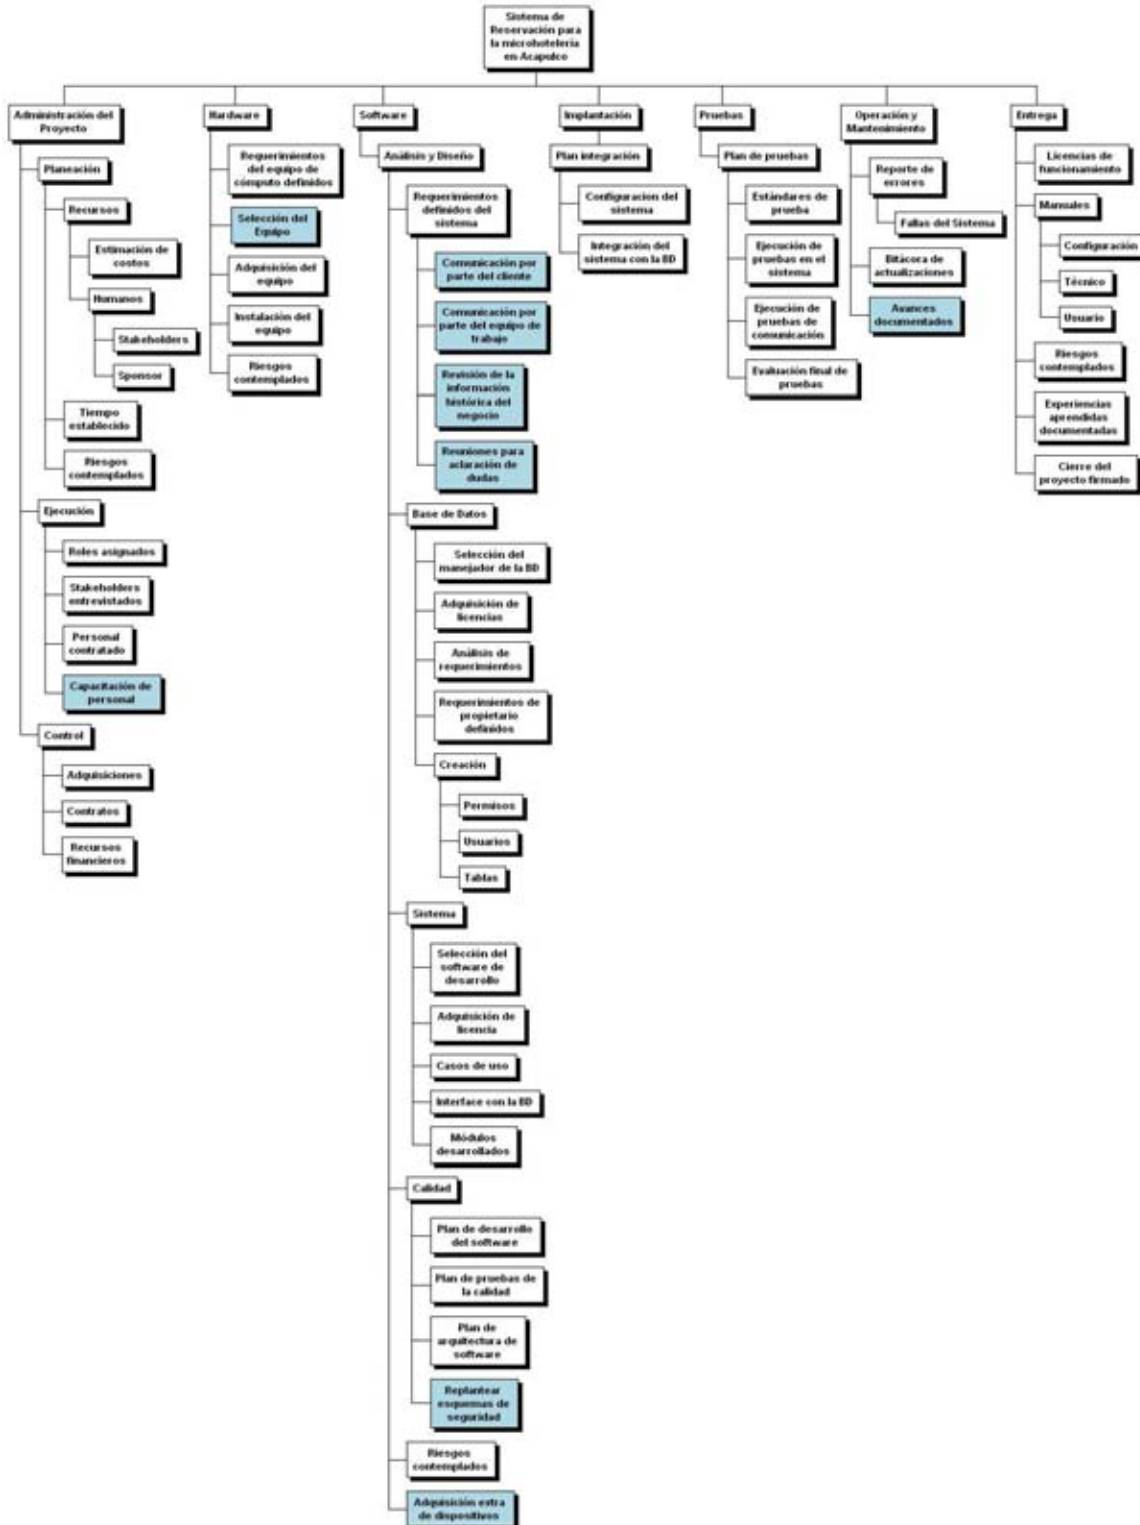 Sistema de
Reservación para
la microhotelería
en Acapulco
Administración del
Proyecto
Planeación
Recursos
Estimación de
costos
Humanos
Stakeholders
Sponsor
Tiempo
establecido
Riesgos
contemplados
Ejecución
Roles asignados
Stakeholders
entrevistados
Personal
contratado
Capacitación de
personal
Control
Adquisiciones
Contratos
Recursos
financieros
Hardware
Requerimientos
del equipo de
cómputo definidos
Selección del
Equipo
Adquisición del
equipo
Instalación del
equipo
Riesgos
contemplados
Software
Análisis y Diseño
Requerimientos
definidos del
sistema
Comunicación por
parte del cliente
Comunicación por
parte del equipo de
trabajo
Revisión de la
información
histórica del
negocio
Reuniones para
aclaración de
dudas
Base de Datos
Selección del
manejador de la BD
Adquisición de
licencias
Análisis de
requerimientos
Requerimientos de
propietario
definidos
Creación
Permisos
Usuarios
Tablas
Sistema
Selección del
software de
desarrollo
Adquisición de
licencia
Casos de uso
Interface con la BD
Módulos
desarrollados
Calidad
Plan de desarrollo
del software
Plan de pruebas de
la calidad
Plan de
arquitectura de
software
Replantear
esquemas de
seguridad
Riesgos
contemplados
Adquisición extra
de dispositivos
Implantación
Plan integración
Configuracion del
sistema
Integración del
sistema con la BD
Pruebas
Plan de pruebas
Estándares de
prueba
Ejecución de
pruebas en el
sistema
Ejecución de
pruebas de
comunicación
Evaluación final de
pruebas
Operación y
Mantenimiento
Reporte de
errores
Fallas del Sistema
Bitácora de
actualizaciones
Avances
documentados
Entrega
Licencias de
funcionamiento
Manuales
Configuración
Técnico
Usuario
Riesgos
contemplados
Experiencias
aprendidas
documentadas
Cierre del
proyecto firmado